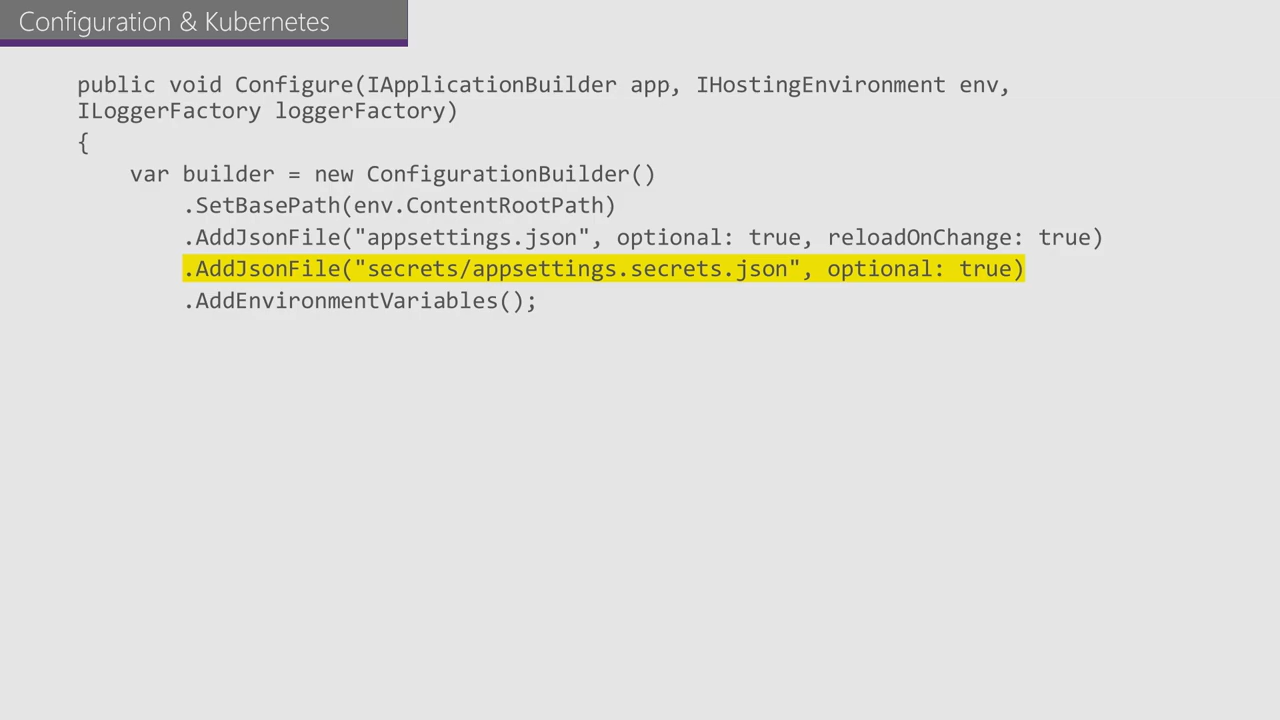 Configuration & Kubernetes
public void Configure(IApplicationBuilder app, IHostingEnvironment env,
ILoggerFactory loggerFactory)
{
    var builder = new ConfigurationBuilder()
        .SetBasePath(env.ContentRootPath)
        .AddJsonFile("appsettings.json", optional: true, reloadOnChange: true)
        .AddJsonFile("secrets/appsettings.secrets.json", optional: true)
        .AddEnvironmentVariables();